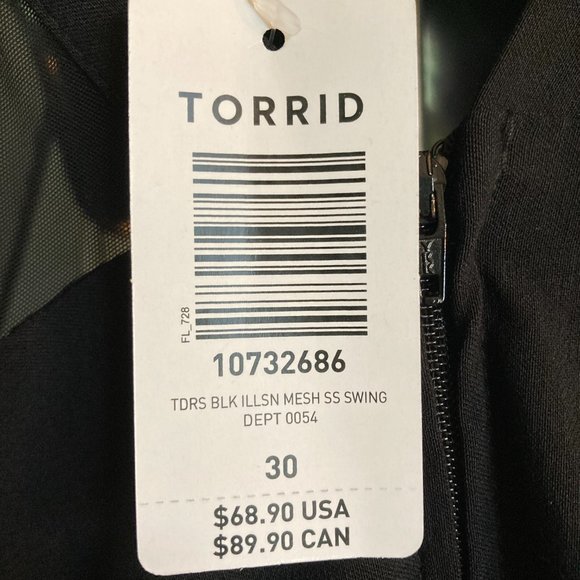 TORRID
FL_728
10732686
TDRS BLK ILLSN MESH SS SWING
DEPT 0054
30
$68.90 USA
$89.90 CAN